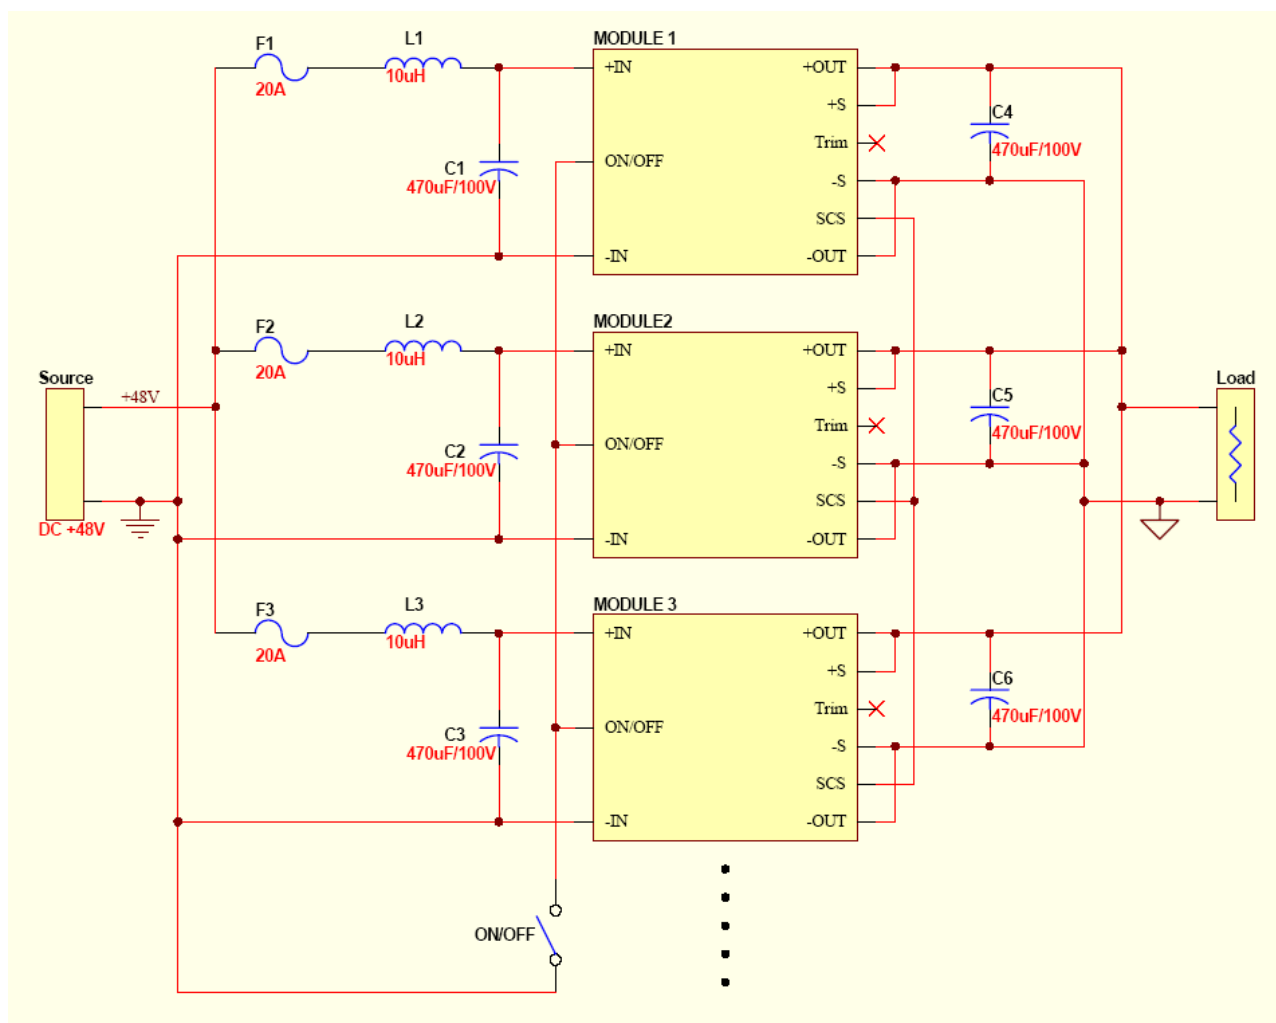 F1
20A
L1
10uH
C1
470uF/100V
MODULE 1
+IN
ON/OFF
-IN
+OUT
+S
Trim
-S
SCS
-OUT
C4
470uF/100V
F2
20A
L2
10uH
C2
470uF/100V
MODULE2
+IN
ON/OFF
-IN
+OUT
+S
Trim
-S
SCS
-OUT
C5
470uF/100V
Source
+48V
DC +48V
Load
F3
20A
L3
10uH
C3
470uF/100V
MODULE 3
+IN
ON/OFF
-IN
+OUT
+S
Trim
-S
SCS
-OUT
C6
470uF/100V
ON/OFF